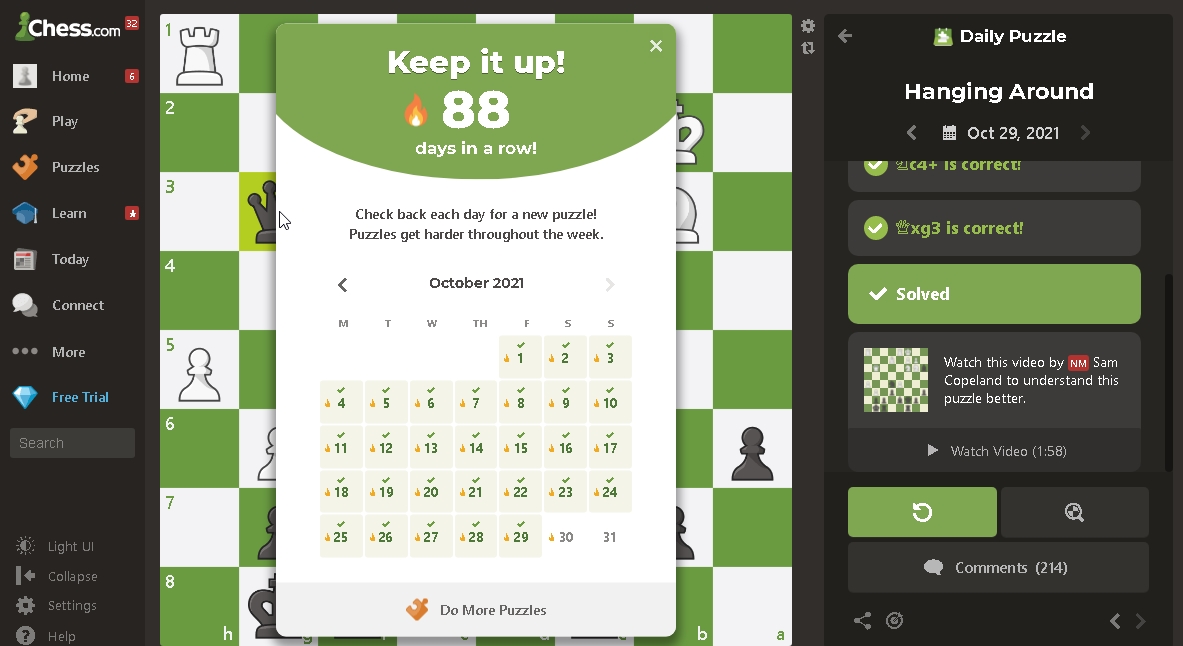 Chess.com 32
Home 6
Play
Puzzles
Learn
Today
Connect
More
Free Trial
Search
Light UI
Collapse
Settings
Help
1
2
3
4
5
6
7
8
h g b a
Keep it up!
88
days in a row!
Check back each day for a new puzzle!
Puzzles get harder throughout the week.
October 2021
M T W TH F S S
1 2 3
4 5 6 7 8 9 10
11 12 13 14 15 16 17
18 19 20 21 22 23 24
25 26 27 28 29 30 31
Do More Puzzles
Daily Puzzle
Hanging Around
Oct 29, 2021
♘c4+ is correct!
♕xg3 is correct!
Solved
Watch this video by NM Sam
Copeland to understand this
puzzle better.
Watch Video (1:58)
Comments (214)